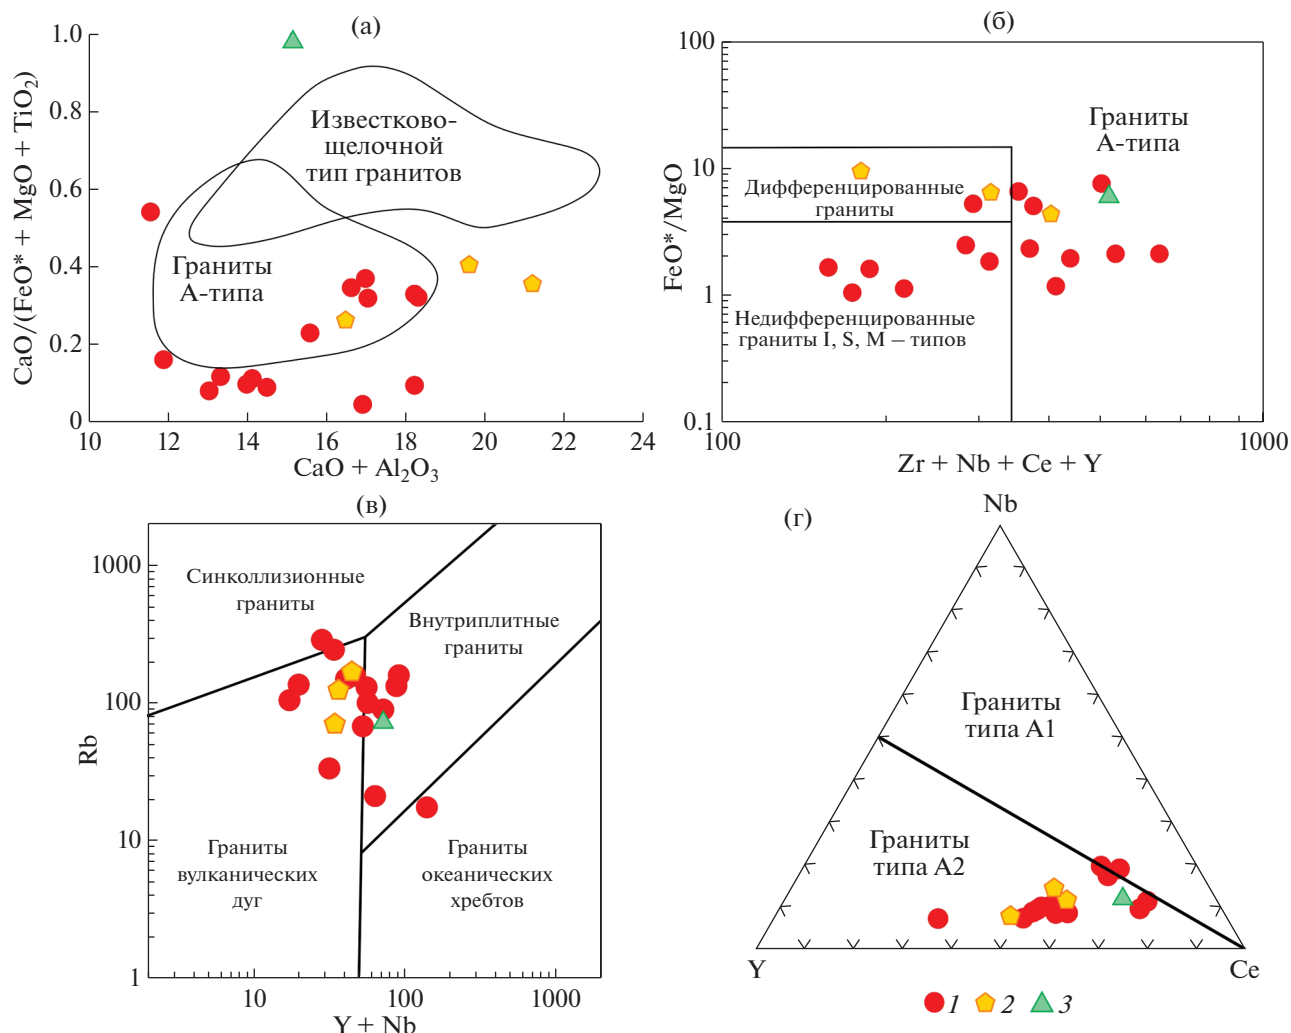 (а)
CaO/(FeO* + MgO + TiO₂)
1.0
0.8
0.6
0.4
0.2
0
Известково-
щелочной
тип гранитов
Граниты
А-типа
10 12 14 16 18 20 22 24
CaO + Al₂O₃
(б)
FeO*/MgO
100
10
1
0.1
Граниты
А-типа
Дифференцированные
граниты
Недифференцированные
граниты I, S, M – типов
100 1000
Zr + Nb + Ce + Y
(в)
Rb
1000
100
10
1
Синколлизионные
граниты
Внутриплитные
граниты
Граниты
вулканических
дуг
Граниты
океанических
хребтов
10 100 1000
Y + Nb
(г)
Nb
Граниты
типа А1
Граниты
типа А2
Y Ce
1 2 3